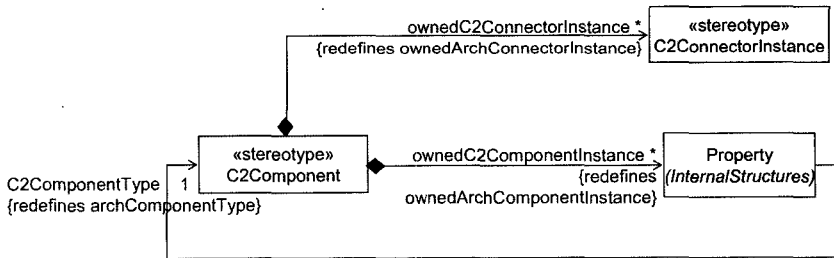 ownedC2ConnectorInstance *
{redefines ownedArchConnectorInstance}
«stereotype»
C2ConnectorInstance
«stereotype»
C2Component
ownedC2ComponentInstance *
{redefines
ownedArchComponentInstance}
Property
(InternalStructures)
C2ComponentType 1
{redefines archComponentType}